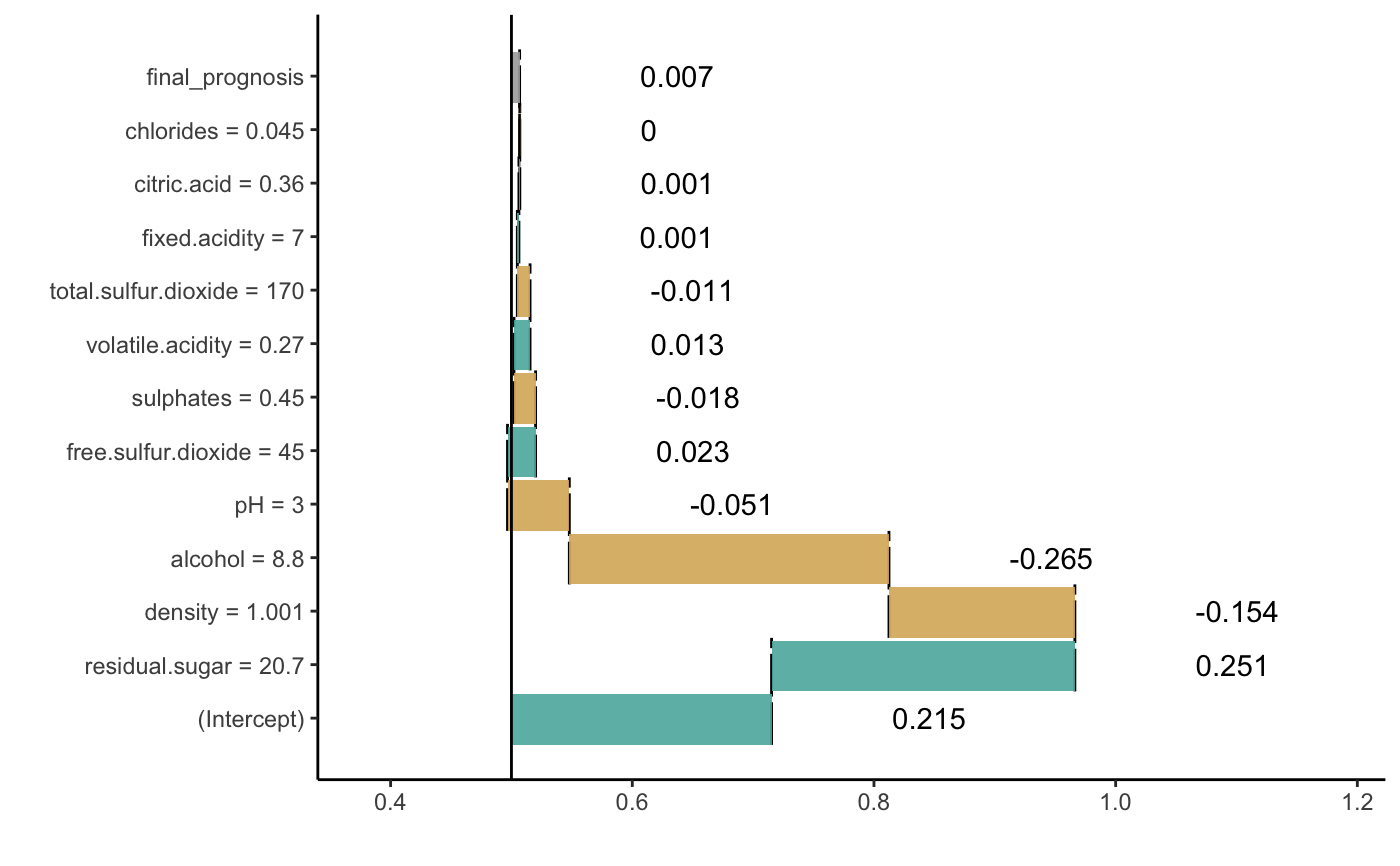 final_prognosis 0.007
chlorides = 0.045 0
citric.acid = 0.36 0.001
fixed.acidity = 7 0.001
total.sulfur.dioxide = 170 -0.011
volatile.acidity = 0.27 0.013
sulphates = 0.45 -0.018
free.sulfur.dioxide = 45 0.023
pH = 3 -0.051
alcohol = 8.8 -0.265
density = 1.001 -0.154
residual.sugar = 20.7 0.251
(Intercept) 0.215
0.4 0.6 0.8 1.0 1.2